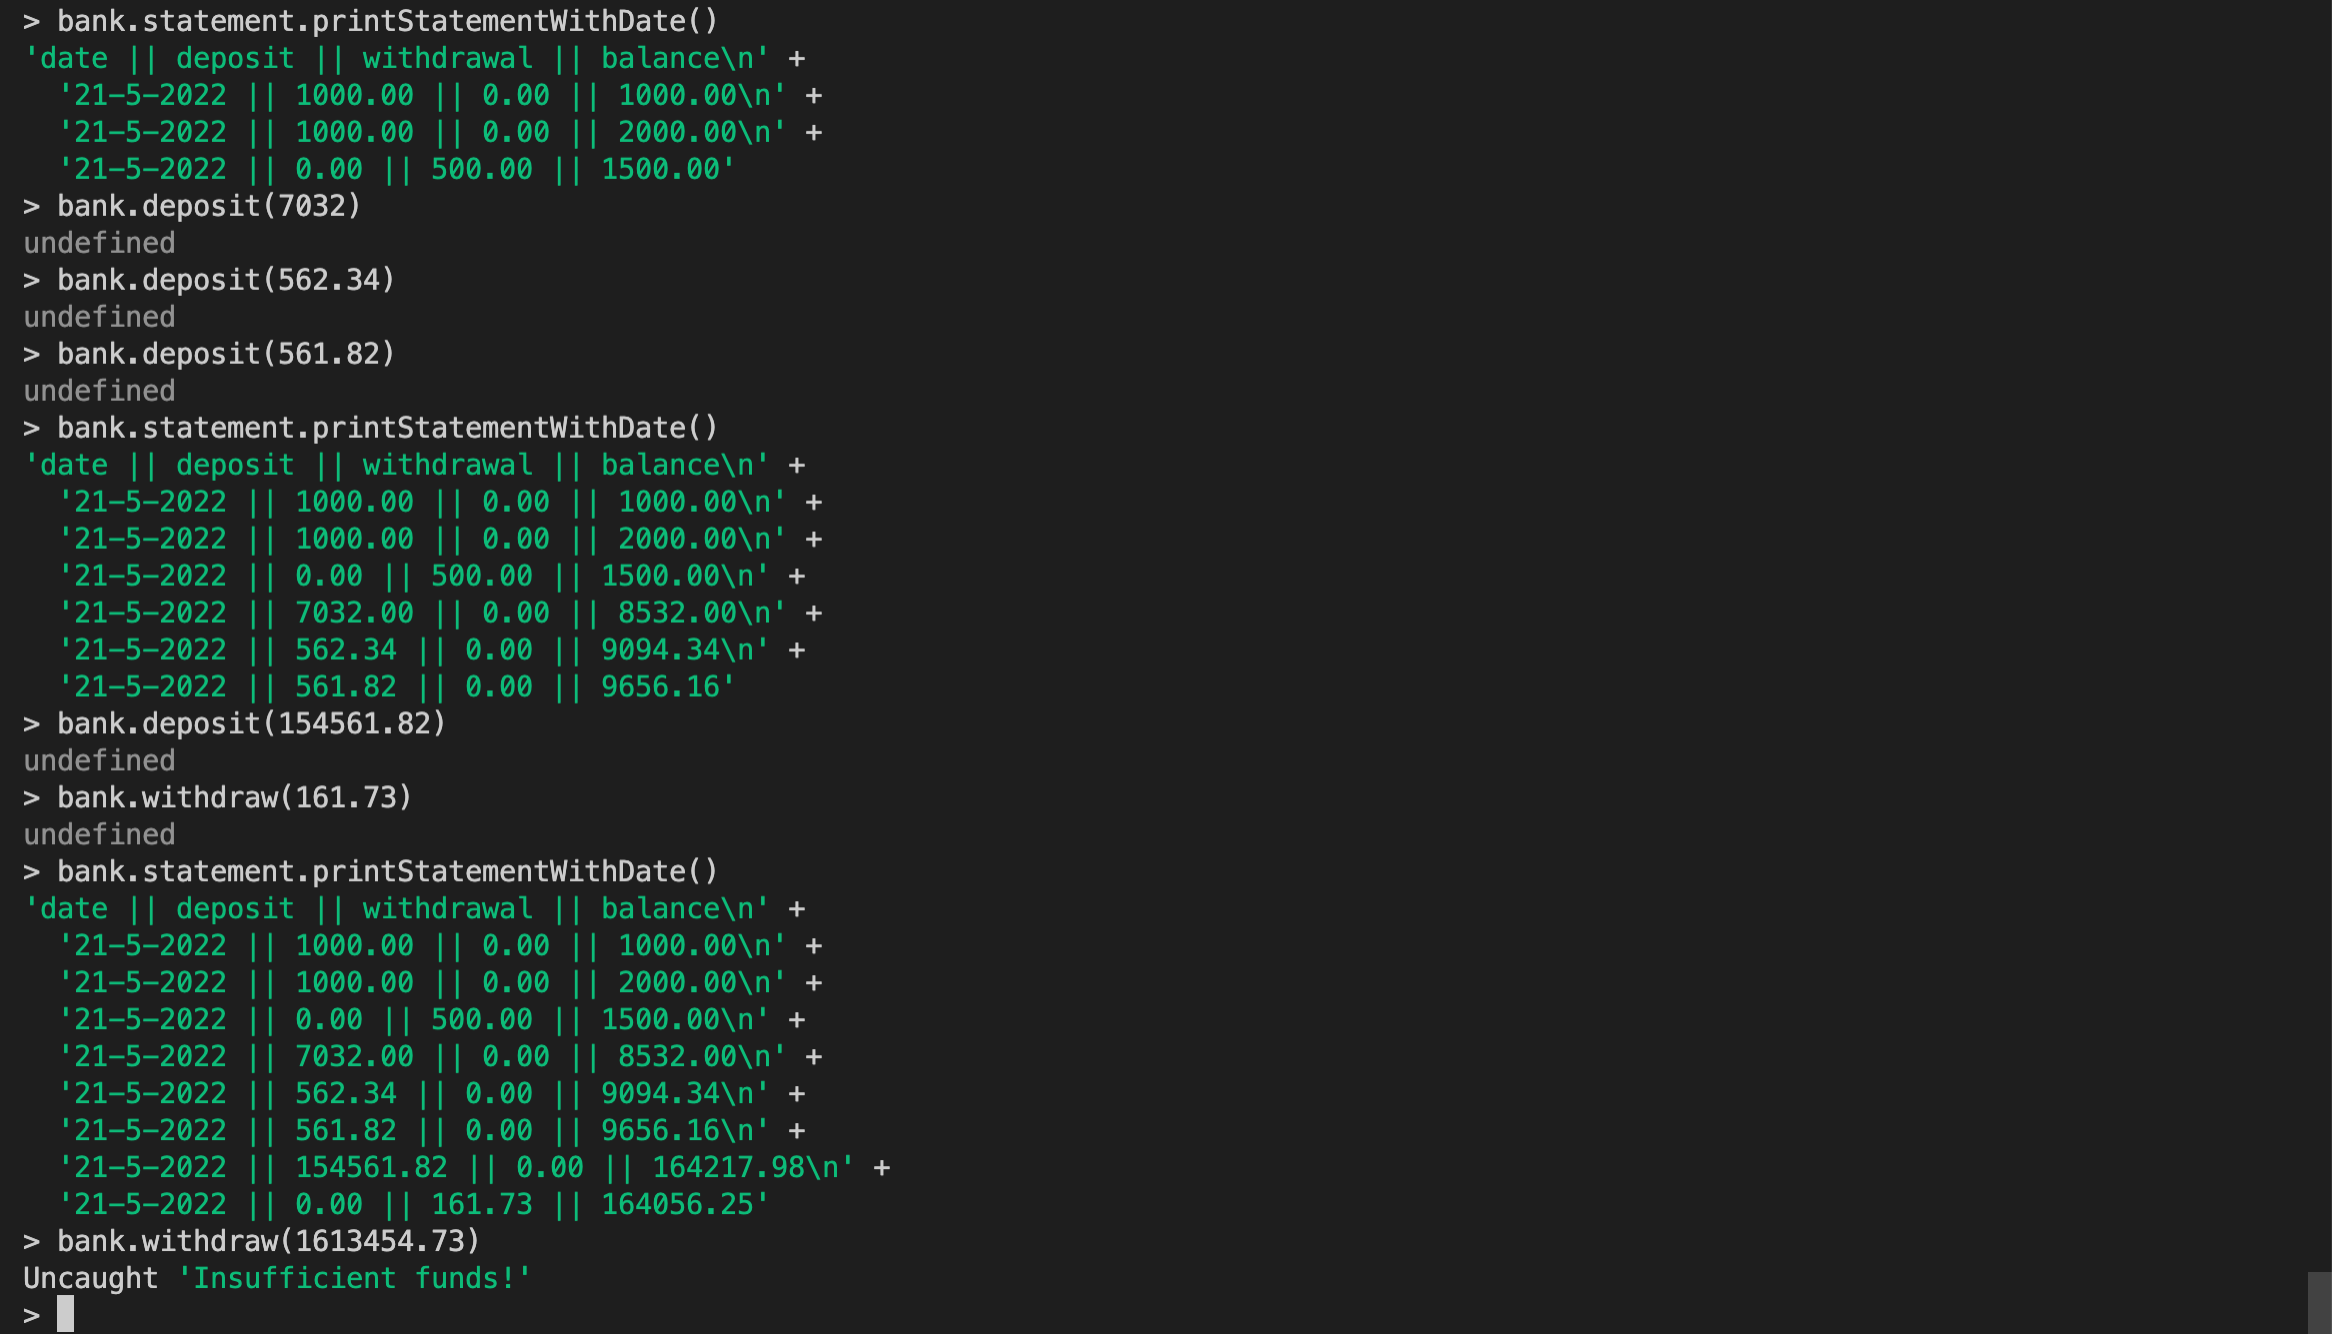 > bank.statement.printStatementWithDate()
'date || deposit || withdrawal || balance\n' +
  '21-5-2022 || 1000.00 || 0.00 || 1000.00\n' +
  '21-5-2022 || 1000.00 || 0.00 || 2000.00\n' +
  '21-5-2022 || 0.00 || 500.00 || 1500.00'
> bank.deposit(7032)
undefined
> bank.deposit(562.34)
undefined
> bank.deposit(561.82)
undefined
> bank.statement.printStatementWithDate()
'date || deposit || withdrawal || balance\n' +
  '21-5-2022 || 1000.00 || 0.00 || 1000.00\n' +
  '21-5-2022 || 1000.00 || 0.00 || 2000.00\n' +
  '21-5-2022 || 0.00 || 500.00 || 1500.00\n' +
  '21-5-2022 || 7032.00 || 0.00 || 8532.00\n' +
  '21-5-2022 || 562.34 || 0.00 || 9094.34\n' +
  '21-5-2022 || 561.82 || 0.00 || 9656.16'
> bank.deposit(154561.82)
undefined
> bank.withdraw(161.73)
undefined
> bank.statement.printStatementWithDate()
'date || deposit || withdrawal || balance\n' +
  '21-5-2022 || 1000.00 || 0.00 || 1000.00\n' +
  '21-5-2022 || 1000.00 || 0.00 || 2000.00\n' +
  '21-5-2022 || 0.00 || 500.00 || 1500.00\n' +
  '21-5-2022 || 7032.00 || 0.00 || 8532.00\n' +
  '21-5-2022 || 562.34 || 0.00 || 9094.34\n' +
  '21-5-2022 || 561.82 || 0.00 || 9656.16\n' +
  '21-5-2022 || 154561.82 || 0.00 || 164217.98\n' +
  '21-5-2022 || 0.00 || 161.73 || 164056.25'
> bank.withdraw(1613454.73)
Uncaught 'Insufficient funds!'
>